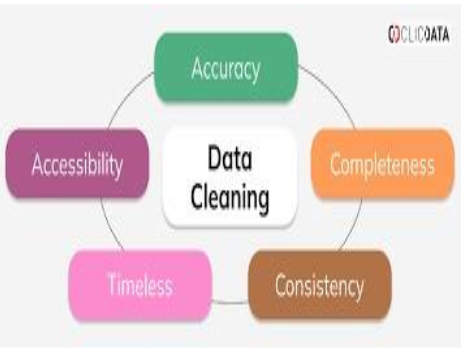 CLICDATA
Accuracy
Accessibility
Data
Cleaning
Completeness
Timeless
Consistency